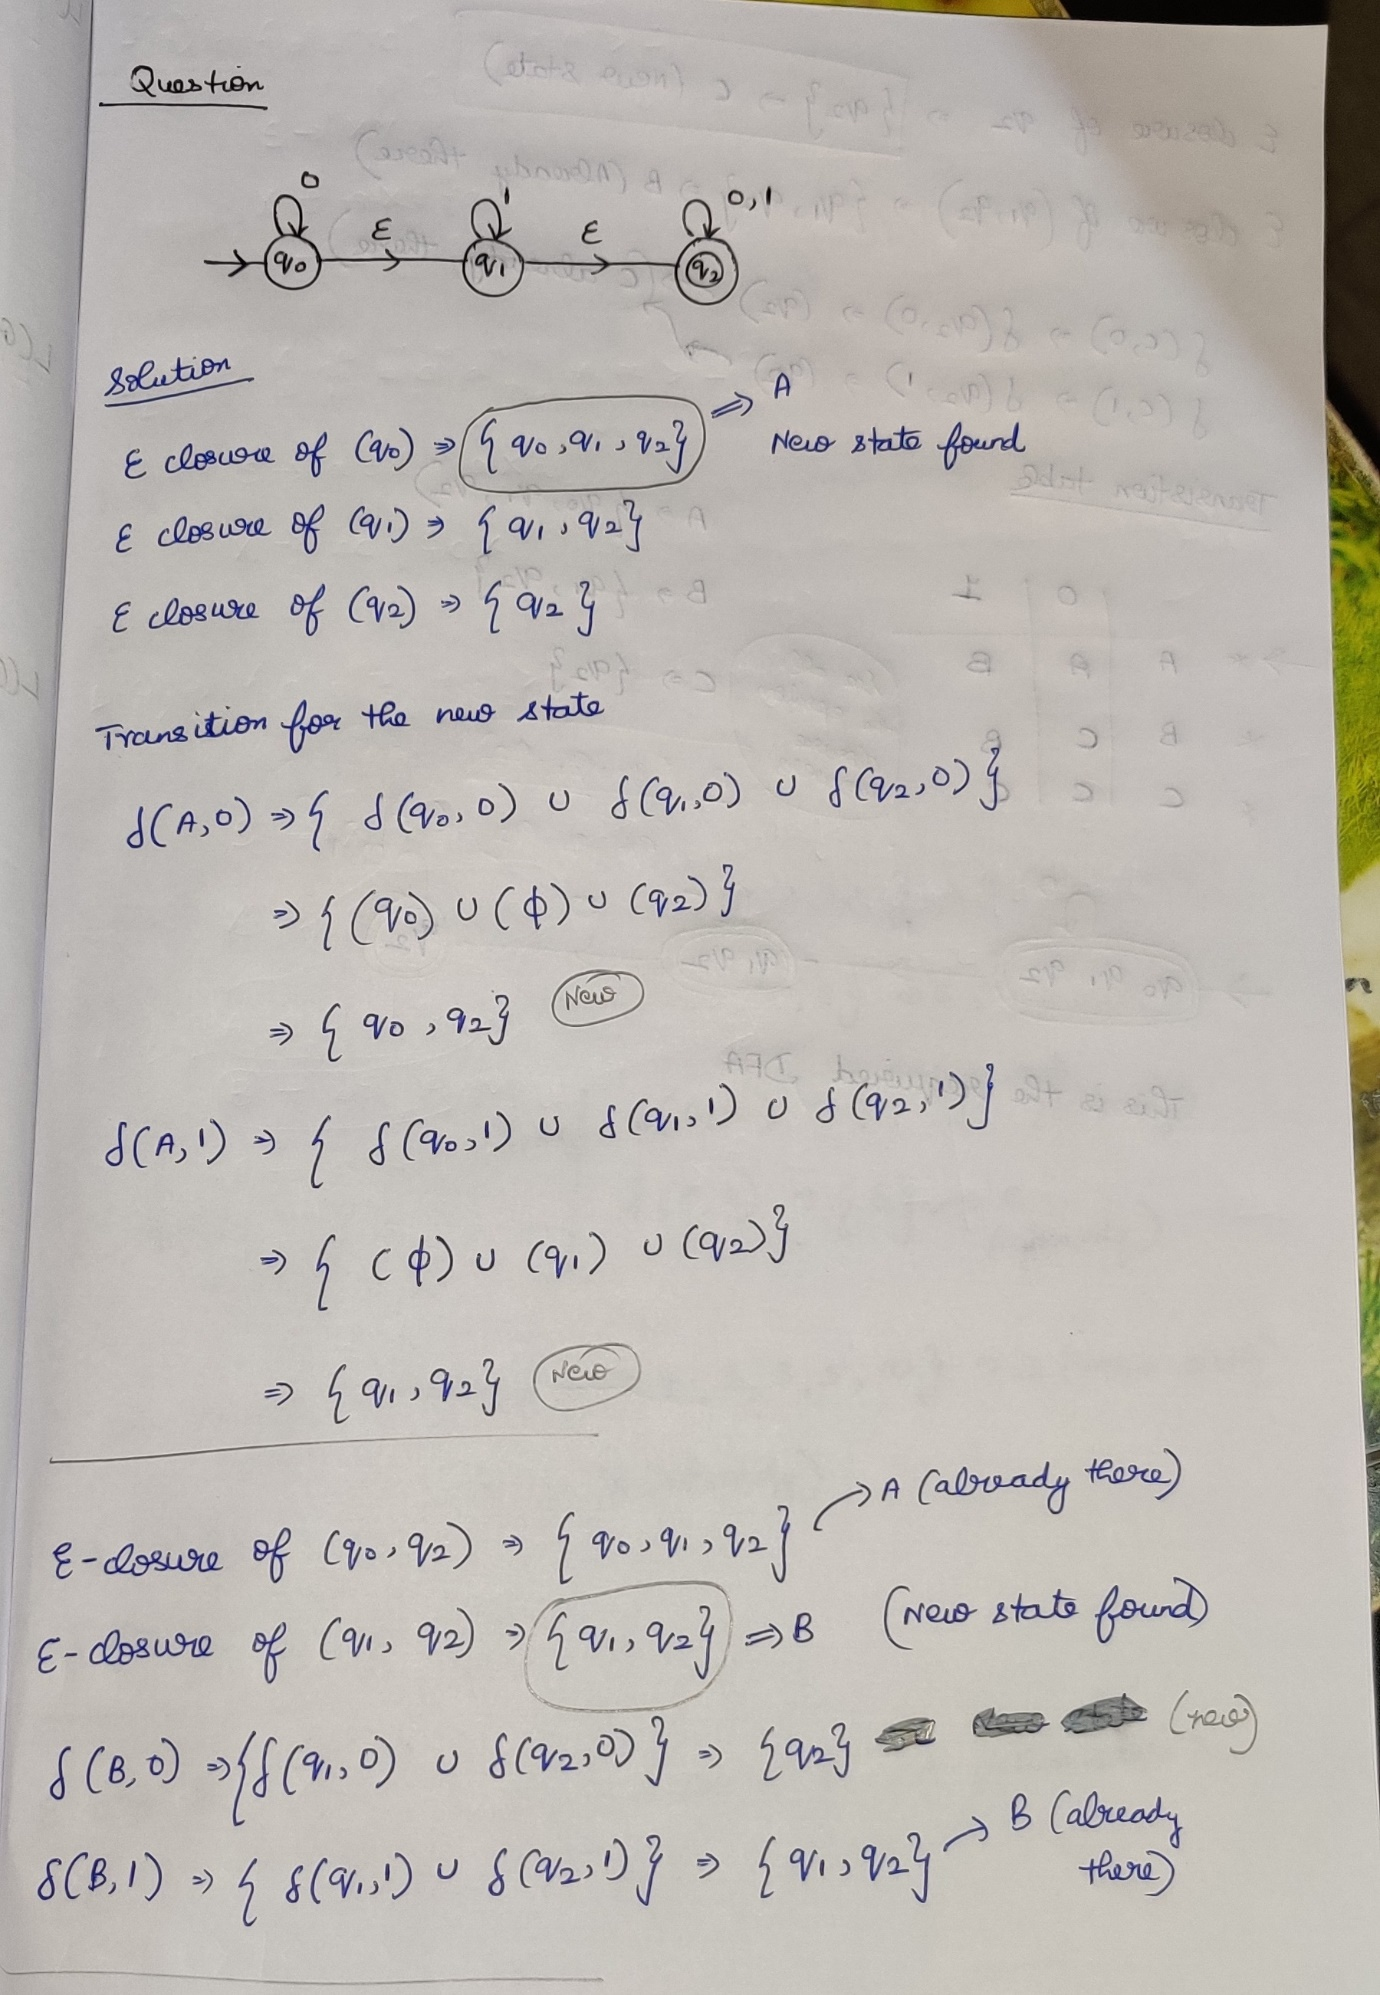 Question
0 1 0,1
ε ε
q0 q1 q2
Solution
ε closure of (q0) ⇒ {q0, q1, q2} ⇒ A
New state found
ε closure of (q1) ⇒ {q1, q2}
ε closure of (q2) ⇒ {q2}
Transition for the new state
δ(A,0) ⇒ { δ(q0,0) ∪ δ(q1,0) ∪ δ(q2,0) }
⇒ { (q0) ∪ (ϕ) ∪ (q2) }
⇒ { q0, q2 } New
δ(A,1) ⇒ { δ(q0,1) ∪ δ(q1,1) ∪ δ(q2,1) }
⇒ { (ϕ) ∪ (q1) ∪ (q2) }
⇒ { q1, q2 } New
ε-closure of (q0, q2) ⇒ { q0, q1, q2 } → A (already there)
ε-closure of (q1, q2) ⇒ { q1, q2 } ⇒ B (New state found)
δ(B,0) ⇒ { δ(q1,0) ∪ δ(q2,0) } ⇒ { q2 } (new)
δ(B,1) ⇒ { δ(q1,1) ∪ δ(q2,1) } ⇒ { q1, q2 } → B (already
there)